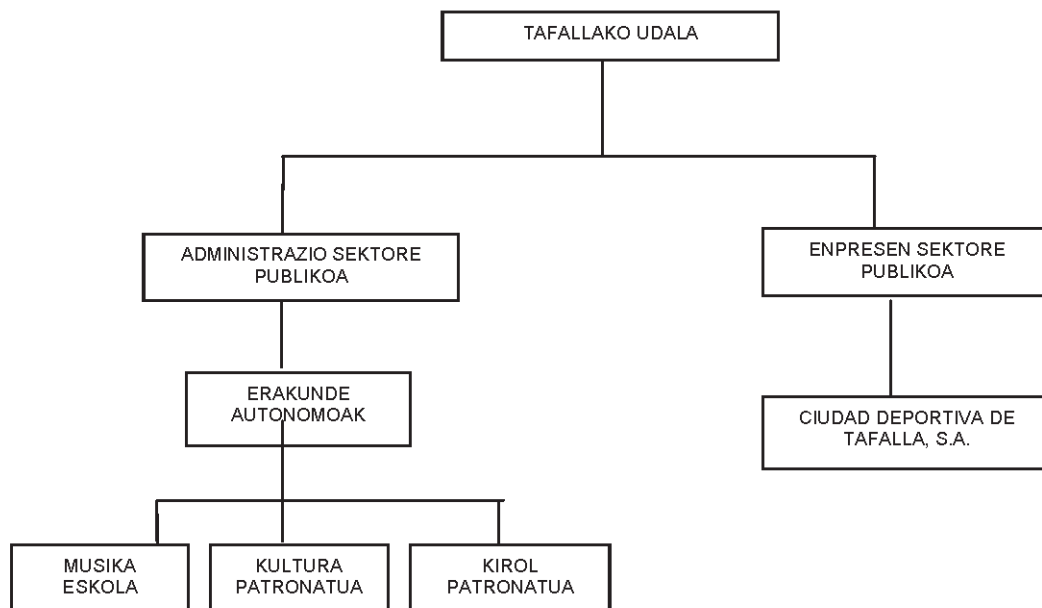 TAFALLAKO UDALA
ADMINISTRAZIO SEKTORE
PUBLIKOA
ENPRESEN SEKTORE
PUBLIKOA
ERAKUNDE
AUTONOMOAK
CIUDAD DEPORTIVA DE
TAFALLA, S.A.
MUSIKA
ESKOLA
KULTURA
PATRONATUA
KIROL
PATRONATUA